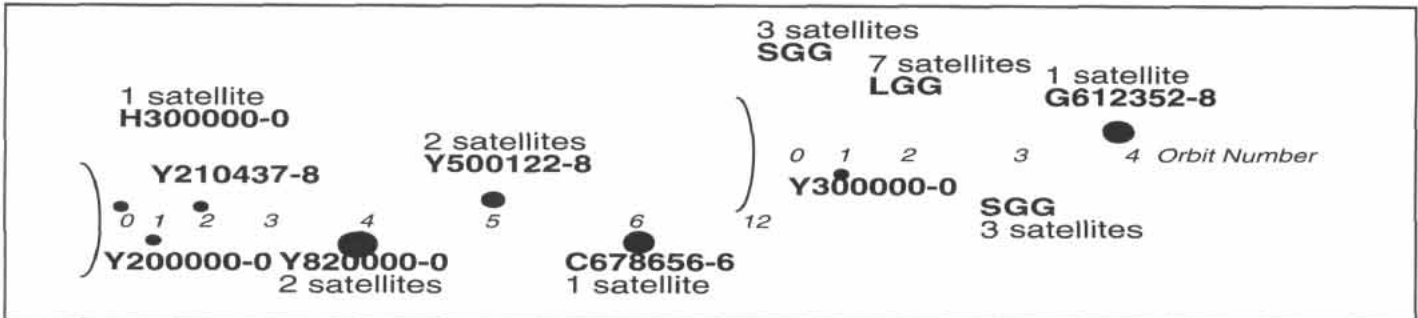 3 satellites
SGG
7 satellites
LGG
1 satellite
G612352-8
1 satellite
H300000-0
2 satellites
Y500122-8
0 1 2 3 4 Orbit Number
Y210437-8
Y300000-0
SGG
3 satellites
0 1 2 3 4 5 6 12
Y200000-0 Y820000-0 C678656-6
2 satellites 1 satellite